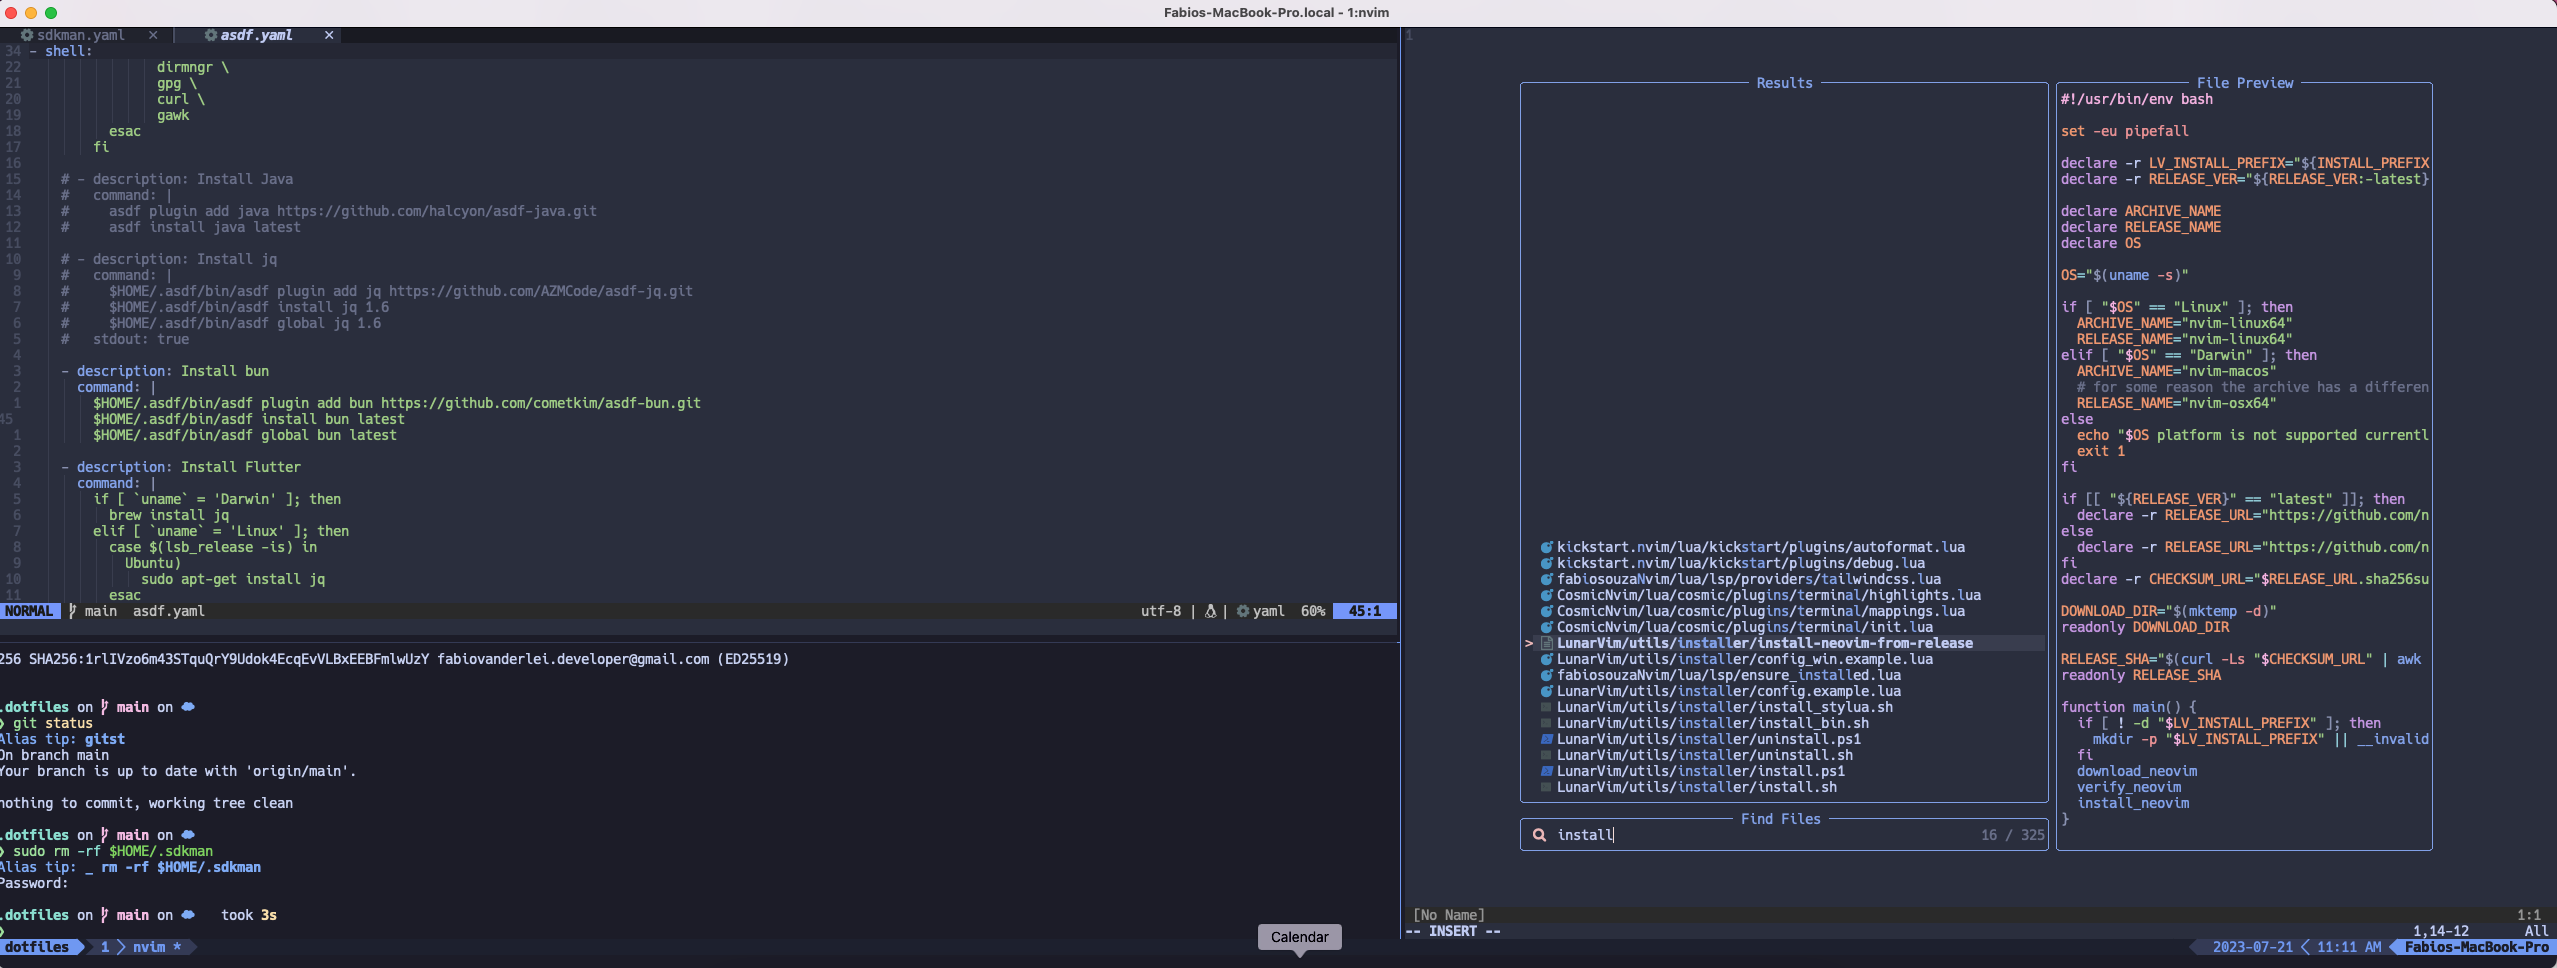 Fabios-MacBook-Pro.local - 1:nvim
sdkman.yaml × asdf.yaml ×
34 - shell:
22 dirmngr \
21 gpg \
20 curl \
19 gawk
18 esac
17 fi
16
15 # - description: Install Java
14 # command: |
13 # asdf plugin add java https://github.com/halcyon/asdf-java.git
12 # asdf install java latest
11
10 # - description: Install jq
9 # command: |
8 # $HOME/.asdf/bin/asdf plugin add jq https://github.com/AZMCode/asdf-jq.git
7 # $HOME/.asdf/bin/asdf install jq 1.6
6 # $HOME/.asdf/bin/asdf global jq 1.6
5 # stdout: true
4
3 - description: Install bun
2 command: |
1 $HOME/.asdf/bin/asdf plugin add bun https://github.com/cometkim/asdf-bun.git
45 $HOME/.asdf/bin/asdf install bun latest
1 $HOME/.asdf/bin/asdf global bun latest
2
3 - description: Install Flutter
4 command: |
5 if [ `uname` = 'Darwin' ]; then
6 brew install jq
7 elif [ `uname` = 'Linux' ]; then
8 case $(lsb_release -is) in
9 Ubuntu)
10 sudo apt-get install jq
11 esac
NORMAL main asdf.yaml utf-8 | | yaml 60% 45:1
256 SHA256:1rlIVzo6m43STquQrY9Udok4EcqEvVLBxEEBFmlwUzY fabiovanderlei.developer@gmail.com (ED25519)
.dotfiles on main on
❯ git status
Alias tip: gitst
On branch main
Your branch is up to date with 'origin/main'.
nothing to commit, working tree clean
.dotfiles on main on
❯ sudo rm -rf $HOME/.sdkman
Alias tip: _ rm -rf $HOME/.sdkman
Password:
.dotfiles on main on took 3s
❯
dotfiles 1 nvim *
Calendar
1
Results
kickstart.nvim/lua/kickstart/plugins/autoformat.lua
kickstart.nvim/lua/kickstart/plugins/debug.lua
fabiosouzaNvim/lua/lsp/providers/tailwindcss.lua
CosmicNvim/lua/cosmic/plugins/terminal/highlights.lua
CosmicNvim/lua/cosmic/plugins/terminal/mappings.lua
CosmicNvim/lua/cosmic/plugins/terminal/init.lua
> LunarVim/utils/installer/install-neovim-from-release
LunarVim/utils/installer/config_win.example.lua
fabiosouzaNvim/lua/lsp/ensure_installed.lua
LunarVim/utils/installer/config.example.lua
LunarVim/utils/installer/install_stylua.sh
LunarVim/utils/installer/install_bin.sh
LunarVim/utils/installer/uninstall.ps1
LunarVim/utils/installer/uninstall.sh
LunarVim/utils/installer/install.ps1
LunarVim/utils/installer/install.sh
Find Files
install 16 / 325
File Preview
#!/usr/bin/env bash
set -eu pipefall
declare -r LV_INSTALL_PREFIX="${INSTALL_PREFIX
declare -r RELEASE_VER="${RELEASE_VER:-latest}
declare ARCHIVE_NAME
declare RELEASE_NAME
declare OS
OS="$(uname -s)"
if [ "$OS" == "Linux" ]; then
ARCHIVE_NAME="nvim-linux64"
RELEASE_NAME="nvim-linux64"
elif [ "$OS" == "Darwin" ]; then
ARCHIVE_NAME="nvim-macos"
# for some reason the archive has a differen
RELEASE_NAME="nvim-osx64"
else
echo "$OS platform is not supported currentl
exit 1
fi
if [[ "${RELEASE_VER}" == "latest" ]]; then
declare -r RELEASE_URL="https://github.com/n
else
declare -r RELEASE_URL="https://github.com/n
fi
declare -r CHECKSUM_URL="$RELEASE_URL.sha256su
DOWNLOAD_DIR="$(mktemp -d)"
readonly DOWNLOAD_DIR
RELEASE_SHA="$(curl -Ls "$CHECKSUM_URL" | awk
readonly RELEASE_SHA
function main() {
if [ ! -d "$LV_INSTALL_PREFIX" ]; then
mkdir -p "$LV_INSTALL_PREFIX" || __invalid
fi
download_neovim
verify_neovim
install_neovim
}
[No Name] 1:1
-- INSERT -- 1,14-12 All
2023-07-21 11:11 AM Fabios-MacBook-Pro